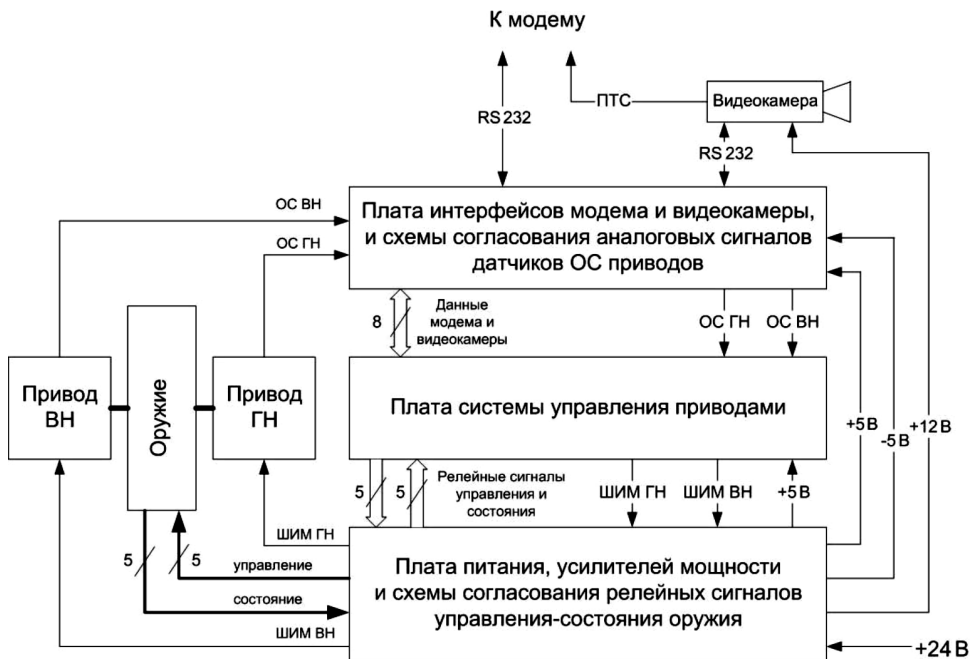 К модему
ПТС
Видеокамера
RS 232
RS 232
ОС ВН
Плата интерфейсов модема и видеокамеры,
и схемы согласования аналоговых сигналов
датчиков ОС приводов
ОС ГН
8
Данные
модема и
видеокамеры
ОС ГН
ОС ВН
Привод
ВН
Оружие
Привод
ГН
Плата системы управления приводами
+5 В
-5 В
+12 В
5
5
Релейные сигналы
управления и
состояния
ШИМ ГН
ШИМ ВН
+5 В
ШИМ ГН
5
5
управление
состояние
ШИМ ВН
Плата питания, усилителей мощности
и схемы согласования релейных сигналов
управления-состояния оружия
+24 В